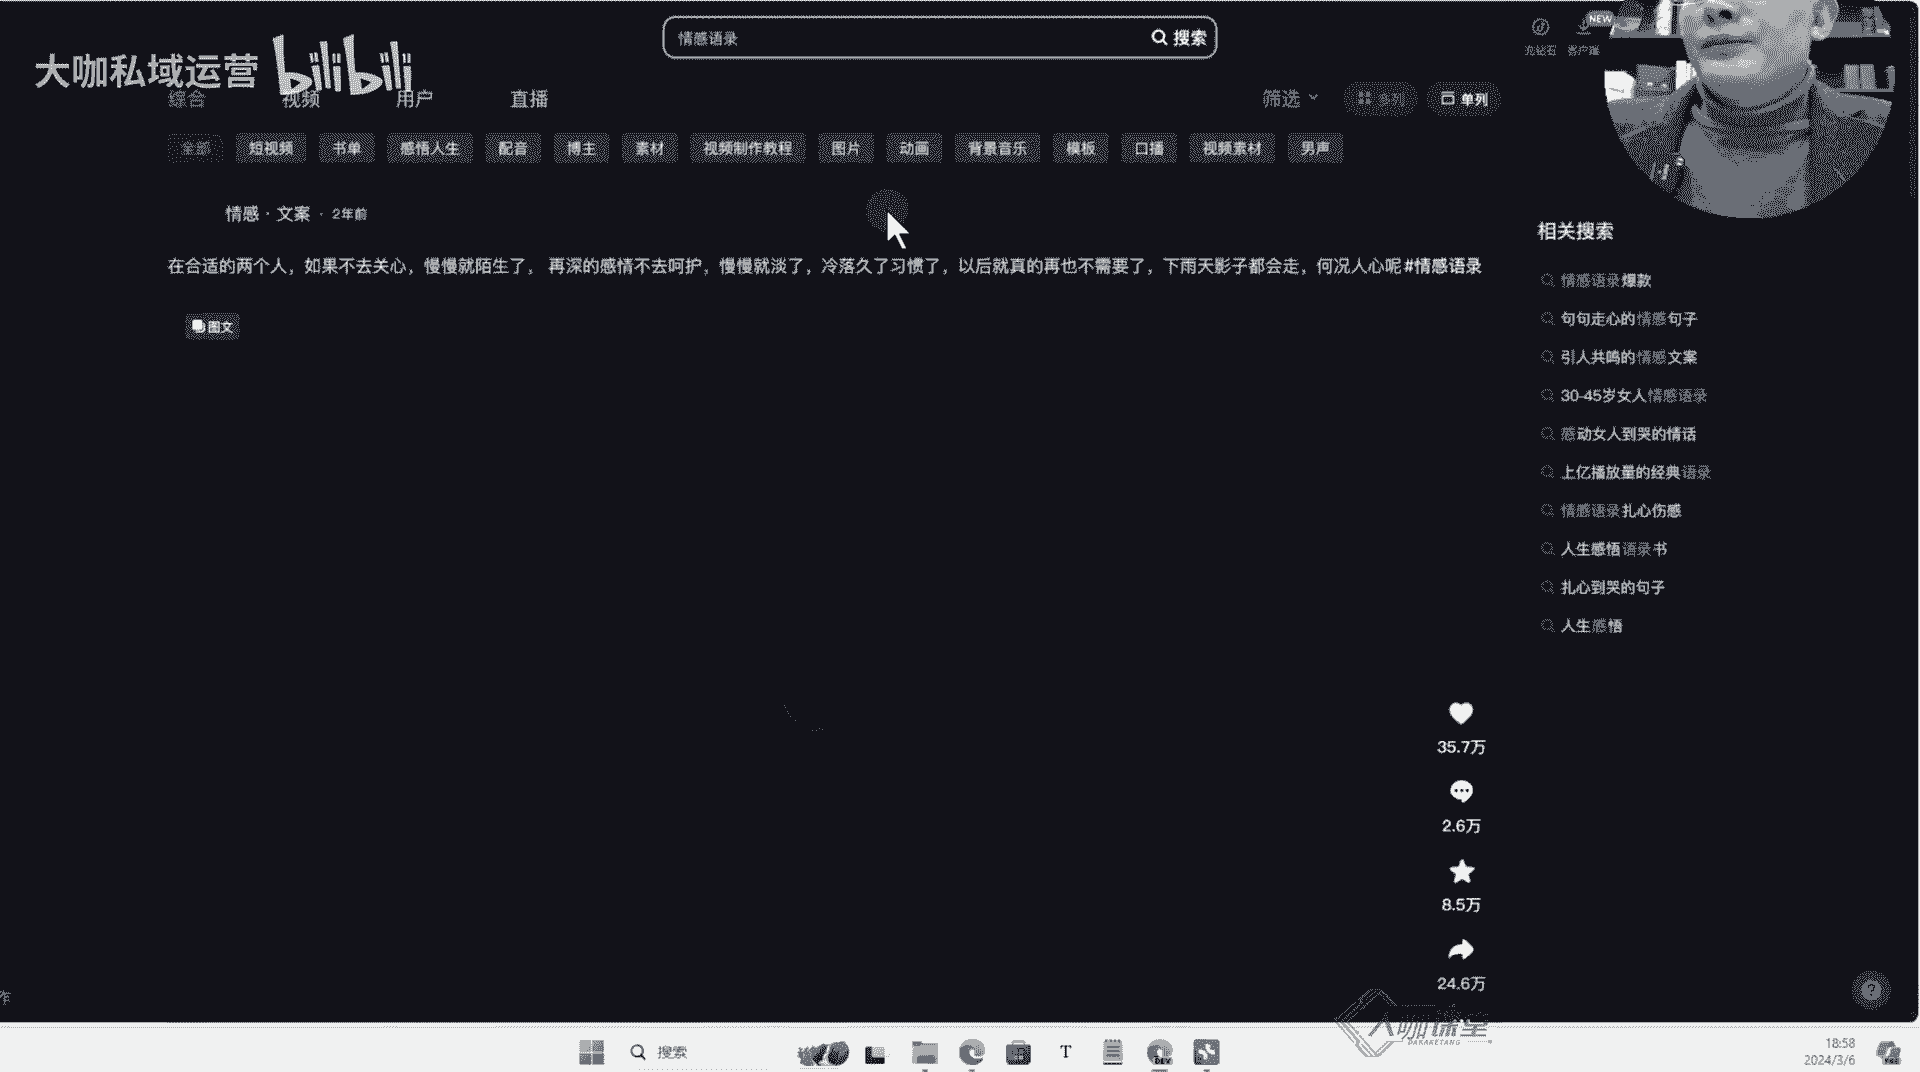 情感语录
搜索
NEW
充钻石
客户端
大咖私域运营
bilibili
综合
视频
用户
直播
筛选
多列
单列
全部
短视频
书单
感悟人生
配音
博主
素材
视频制作教程
图片
动画
背景音乐
模板
口播
视频素材
男声
情感·文案 · 2年前
在合适的两个人，如果不去关心，慢慢就陌生了， 再深的感情不去呵护，慢慢就淡了，冷落久了习惯了，以后就真的再也不需要了，下雨天影子都会走，何况人心呢#情感语录
图文
相关搜索
情感语录爆款
句句走心的情感句子
引人共鸣的情感文案
30-45岁女人情感语录
感动女人到哭的情话
上亿播放量的经典语录
情感语录扎心伤感
人生感悟语录书
扎心到哭的句子
人生感悟
35.7万
2.6万
8.5万
24.6万
作
?
大咖课堂
DAKAKETANG
搜索
T
DEV
18:58
2024/3/6